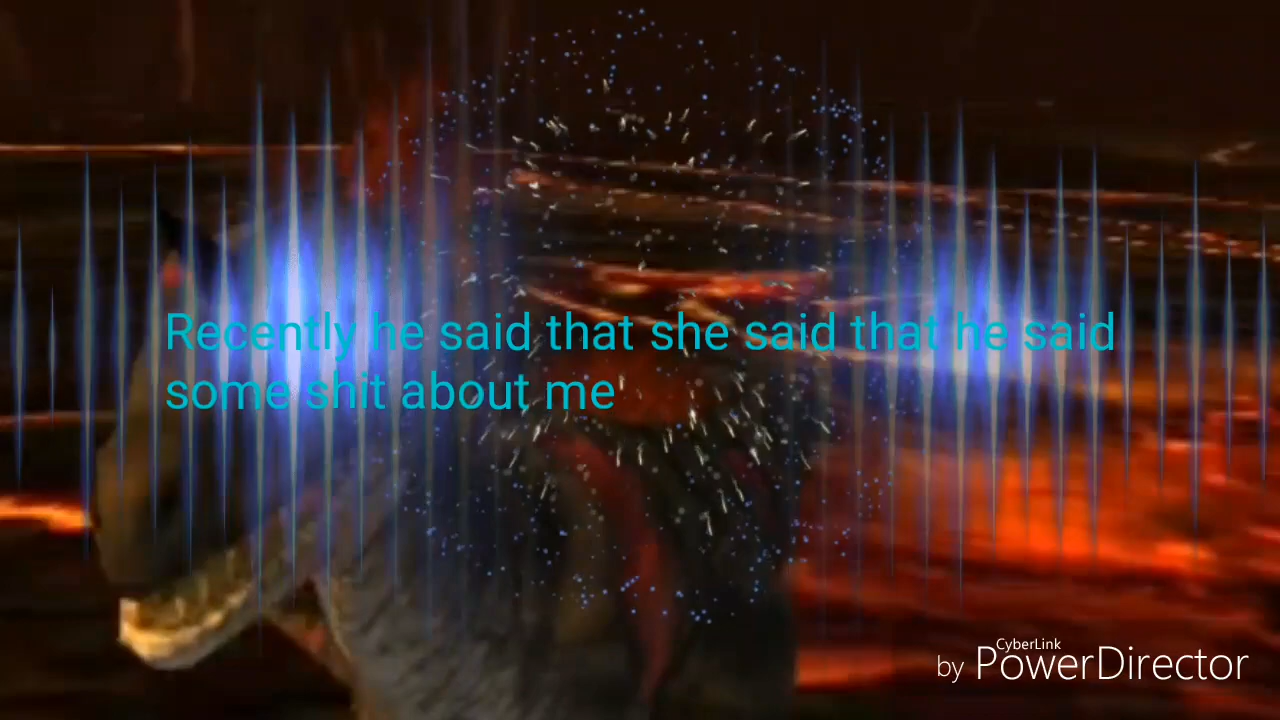 Recently he said that she said that he said
some shit about me
CyberLink
by PowerDirector